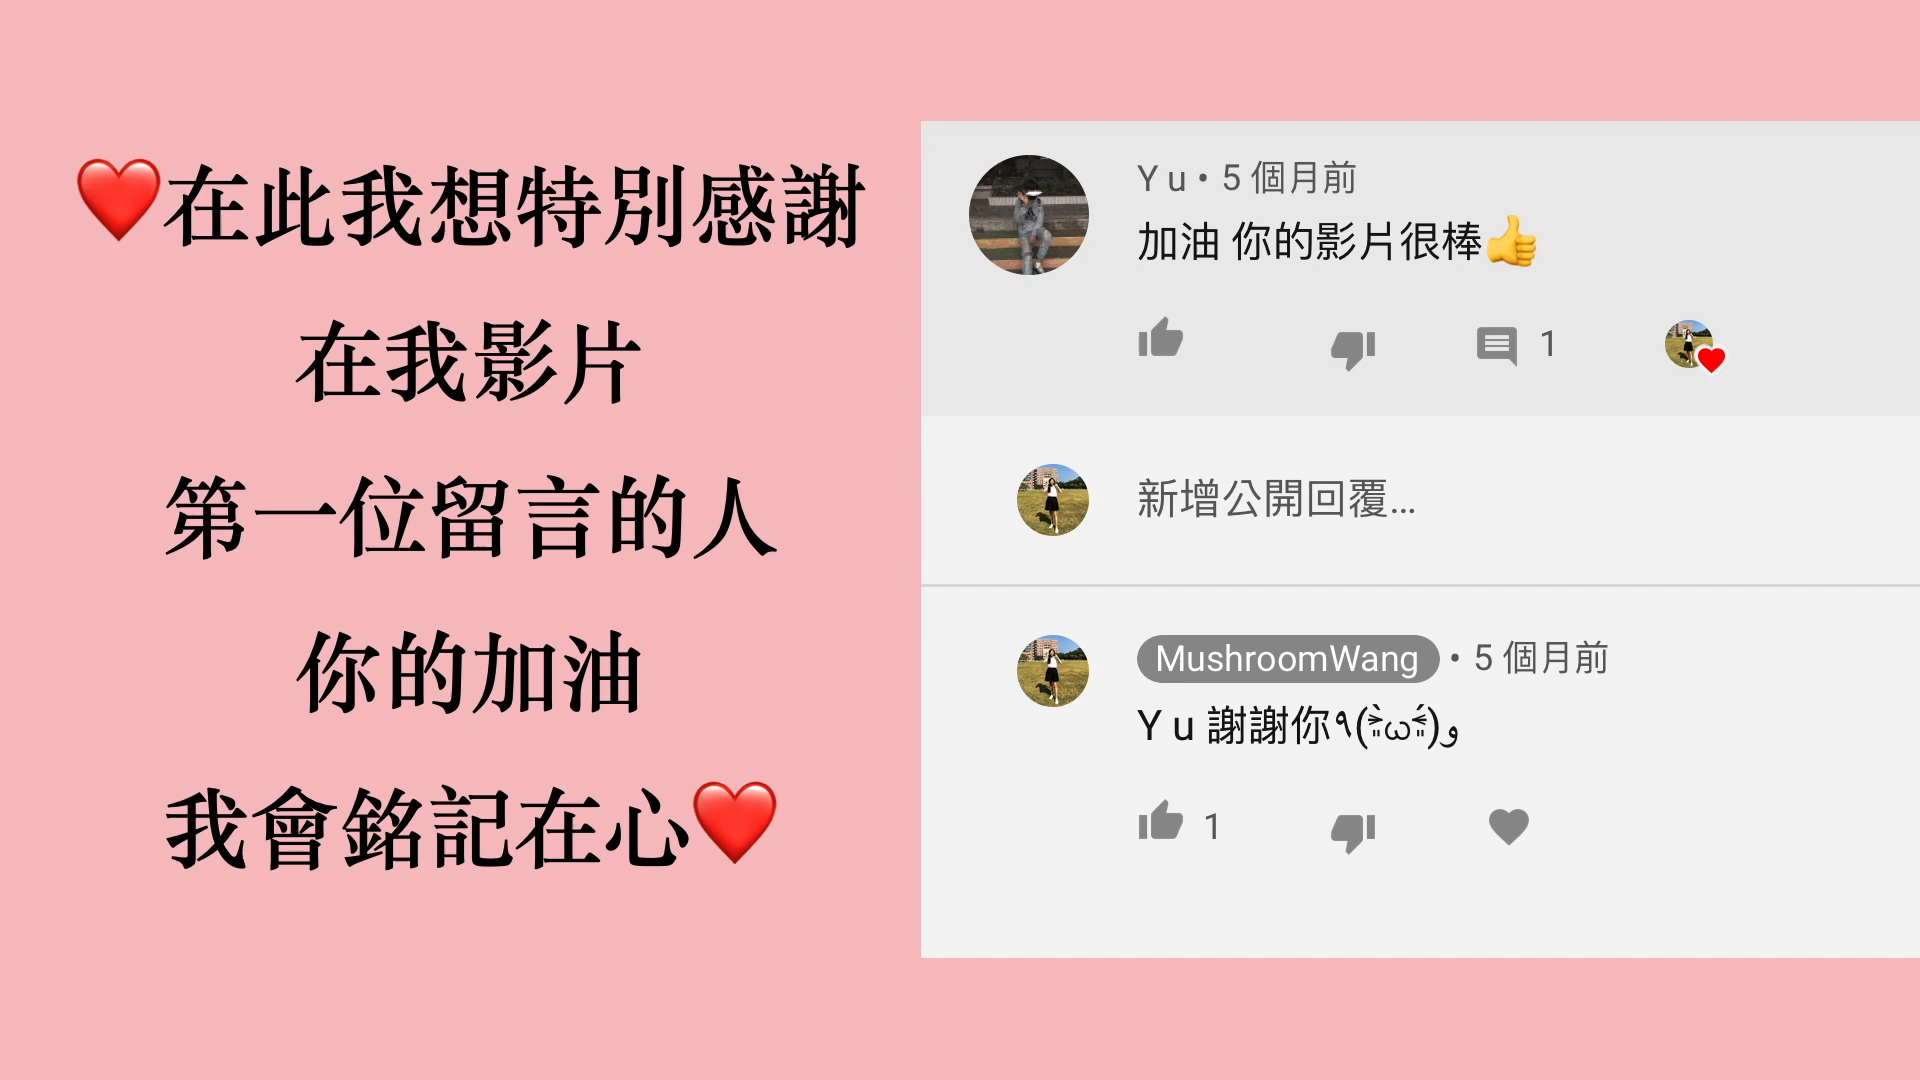 ❤️在此我想特別感謝
在我影片
第一位留言的人
你的加油
我會銘記在心❤️
Y u • 5 個月前
加油 你的影片很棒👍
1
新增公開回覆...
MushroomWang • 5 個月前
Y u 謝謝你٩(⁎᷄ω⁎᷅)و
1